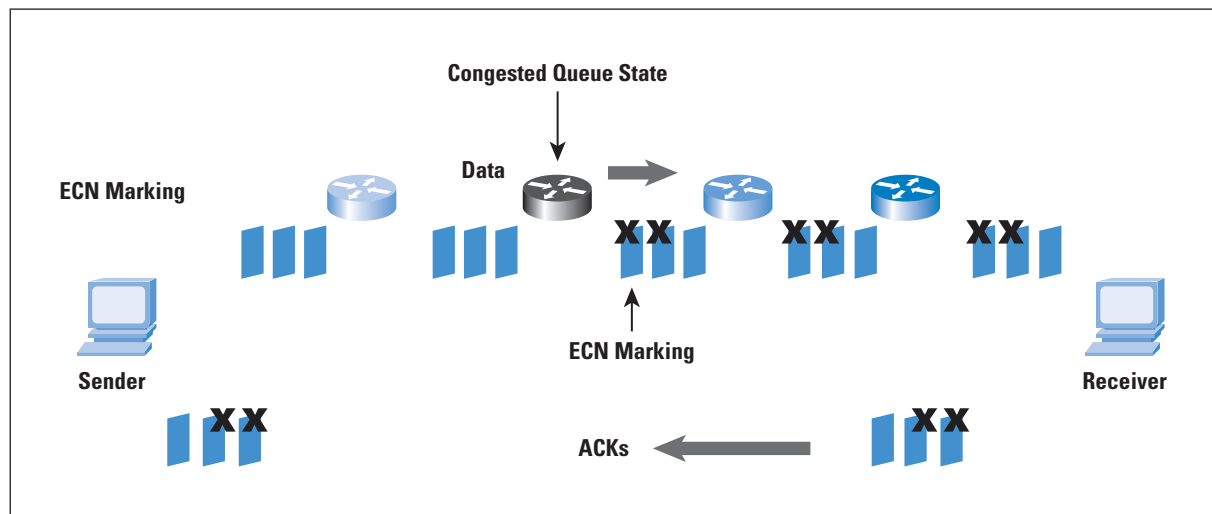 Congested Queue State
Data
ECN Marking
ECN Marking
Sender
Receiver
ACKs